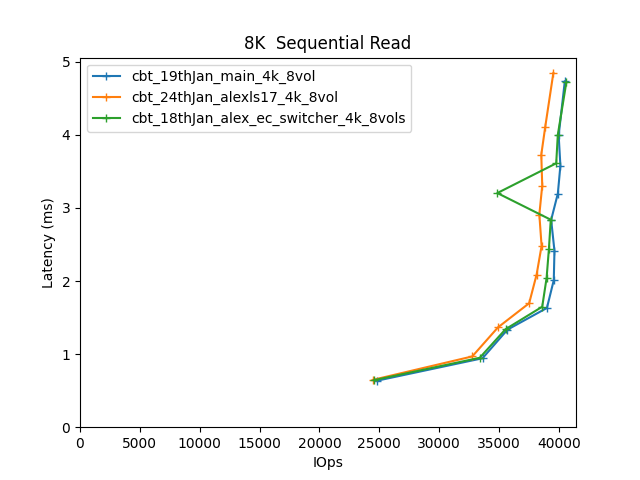 8K  Sequential Read
cbt_19thJan_main_4k_8vol
cbt_24thJan_alexls17_4k_8vol
cbt_18thJan_alex_ec_switcher_4k_8vols
Latency (ms)
5
4
3
2
1
0
0 5000 10000 15000 20000 25000 30000 35000 40000
IOps